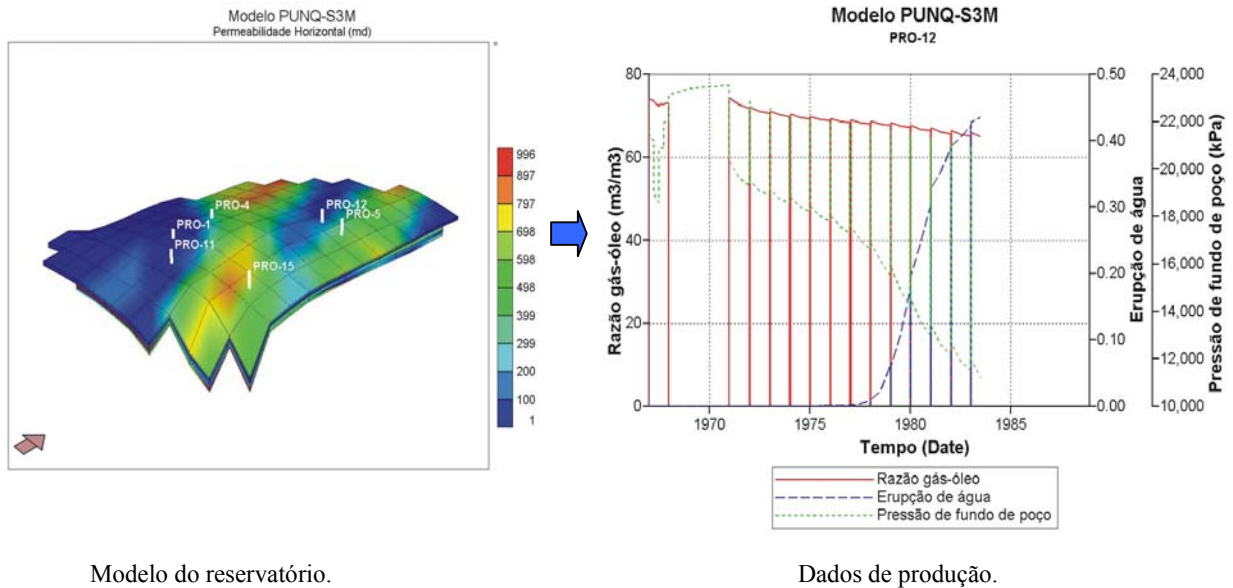 Modelo PUNQ-S3M
Permeabilidade Horizontal (md)
PRO-4
PRO-12
PRO-1
PRO-5
PRO-11
PRO-15
996
897
797
698
598
498
399
299
200
100
1
Modelo PUNQ-S3M
PRO-12
Razão gás-óleo (m3/m3)
80
60
40
20
0
0.50
0.40
0.30
0.20
0.10
0.00
Erupção de água
24,000
22,000
20,000
18,000
16,000
14,000
12,000
10,000
Pressão de fundo de poço (kPa)
1970 1975 1980 1985
Tempo (Date)
Razão gás-óleo
Erupção de água
Pressão de fundo de poço
Modelo do reservatório.
Dados de produção.